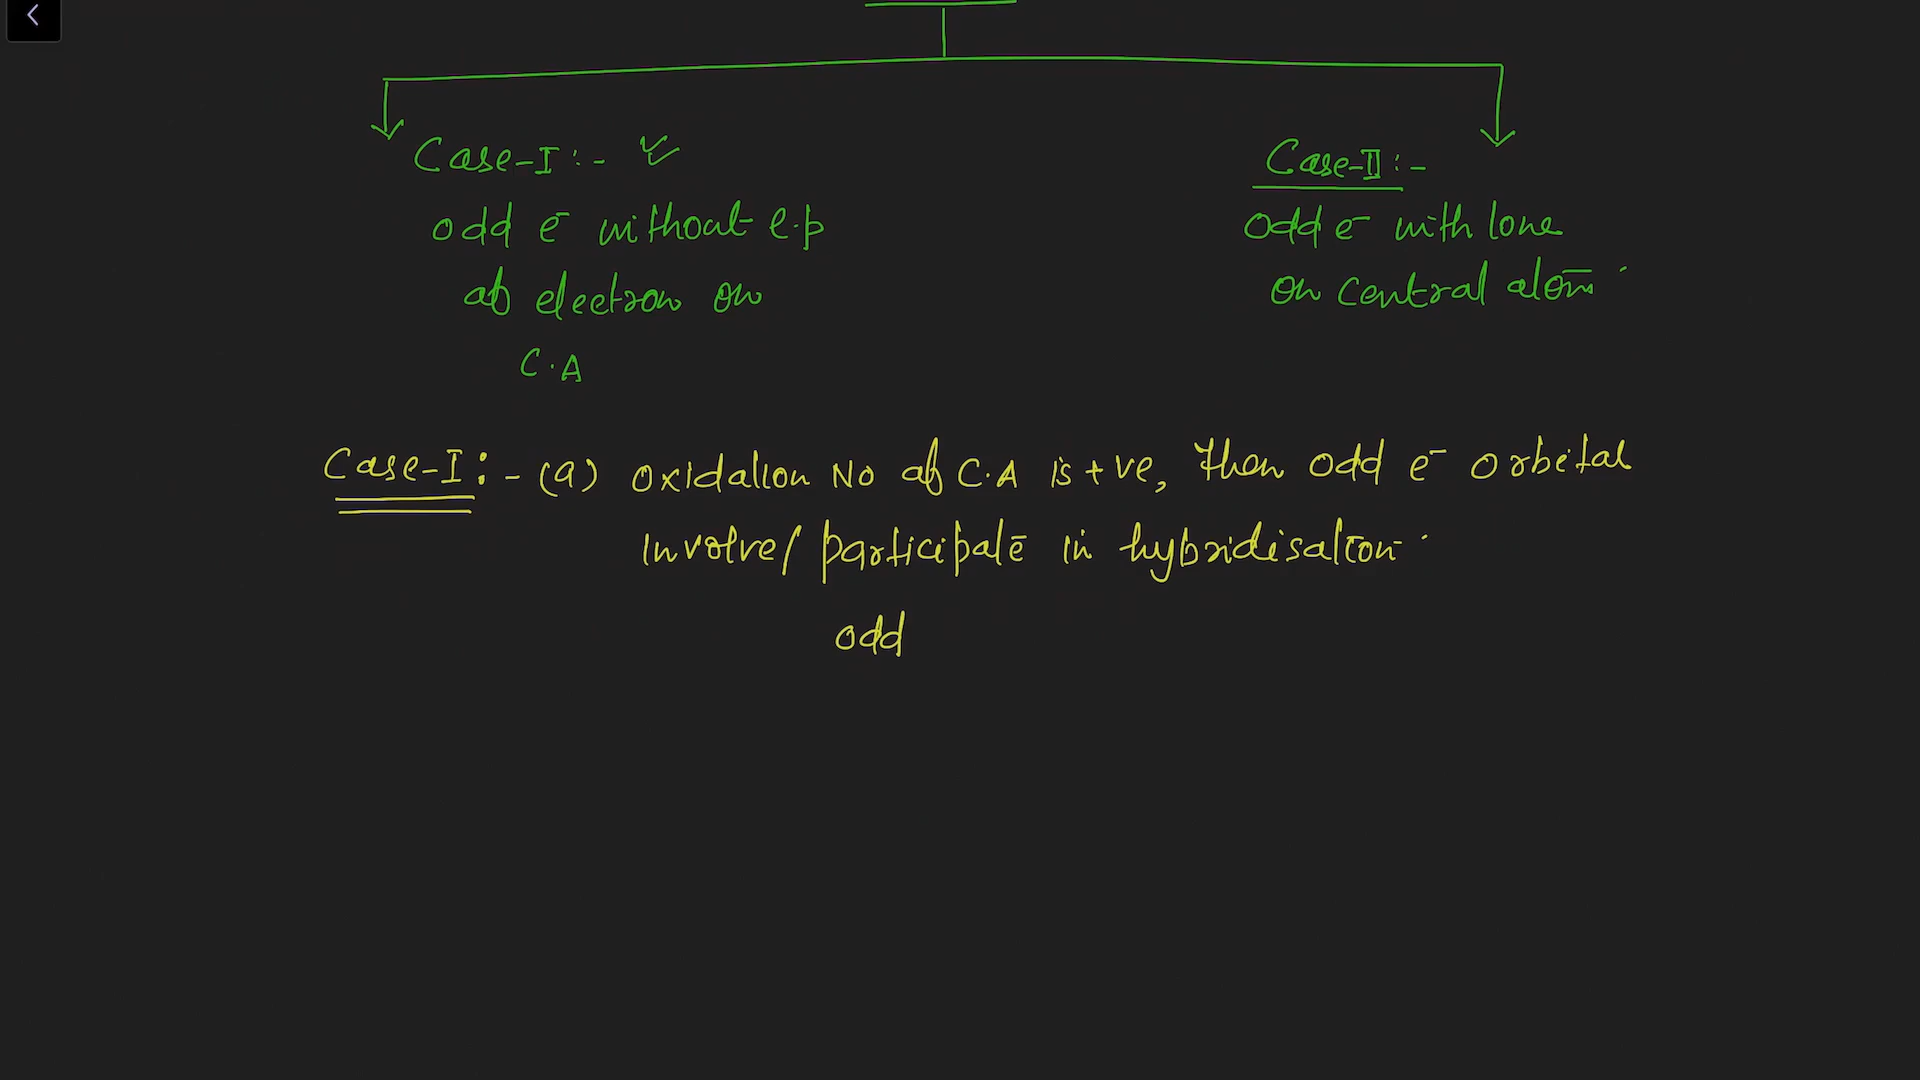 Case-I :-
odd e⁻ without l.p
of electron on
C.A
Case-II :-
odd e⁻ with lone
on central atom
Case-I :- (a) oxidation No of C.A is +ve, then odd e⁻ orbital
involve/ participate in hybridisation.
odd